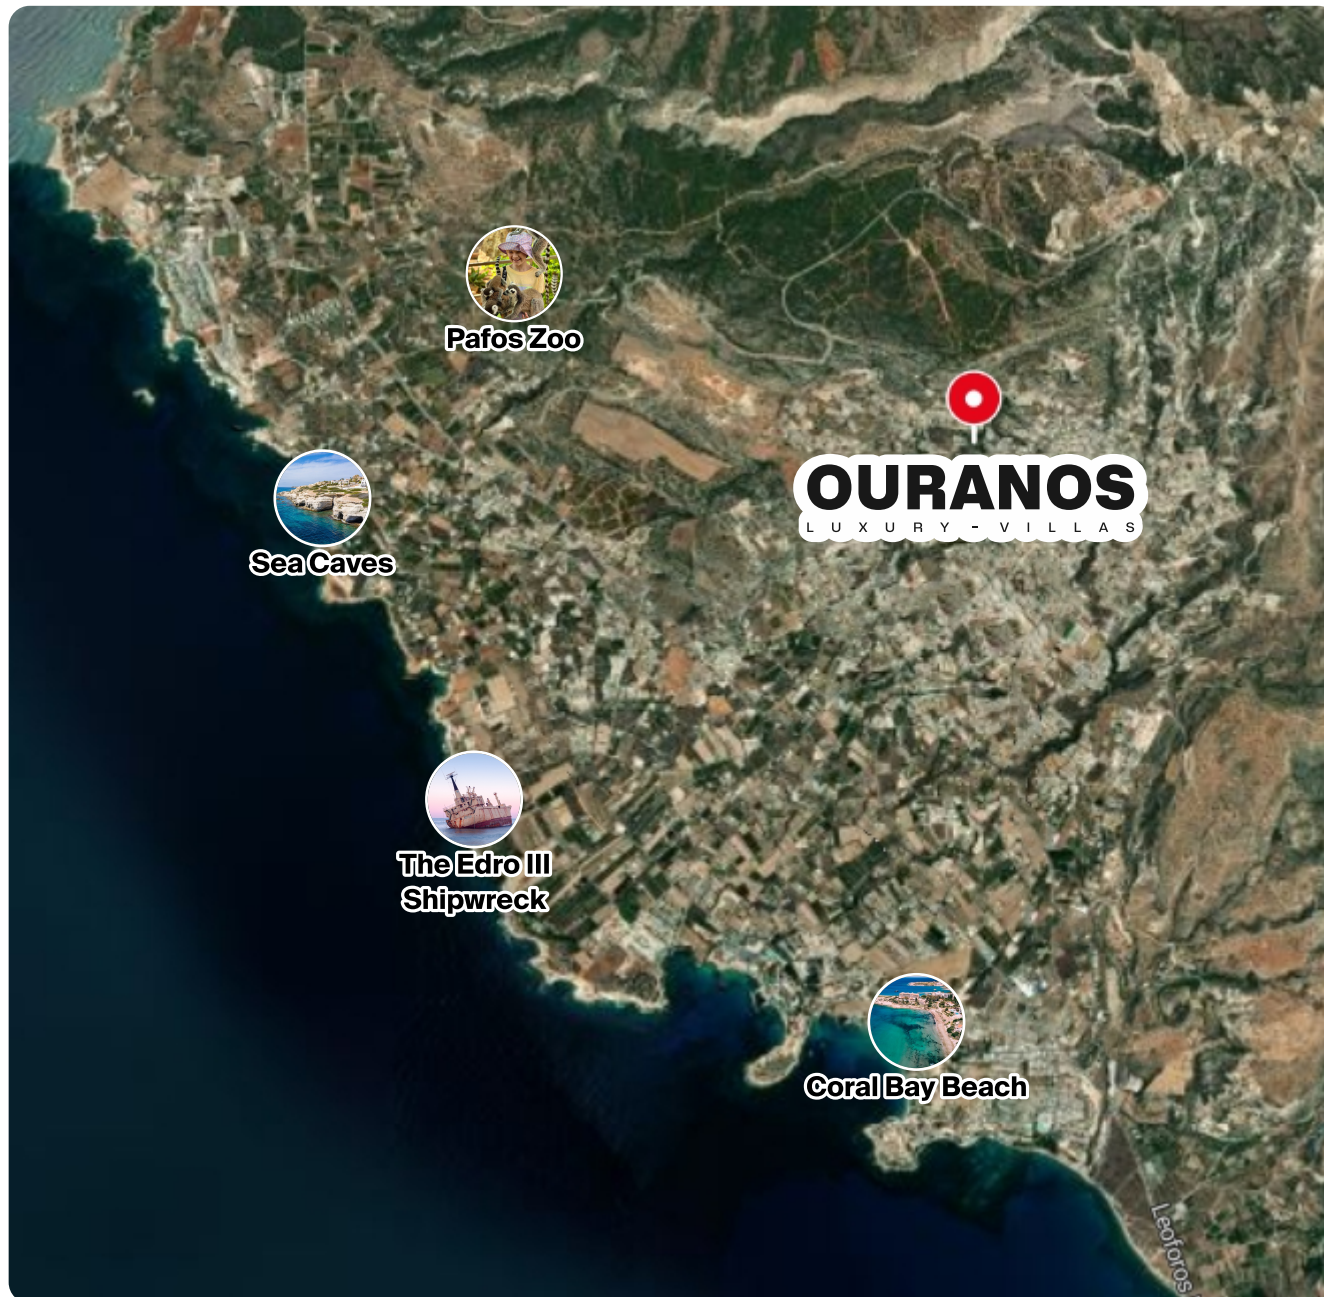 Pafos Zoo
OURANOS
LUXURY-VILLAS
Sea Caves
The Edro III
Shipwreck
Coral Bay Beach
Leoforos